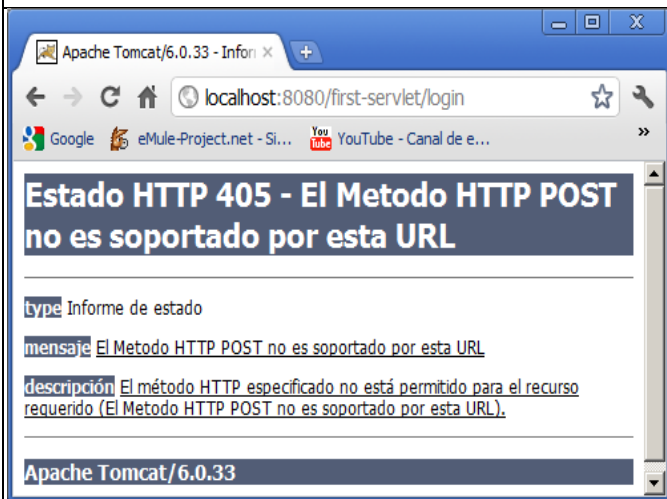 Apache Tomcat/6.0.33 - Inforr
localhost:8080/first-servlet/login
Google eMule-Project.net - Si... You Tube YouTube - Canal de e... »
Estado HTTP 405 - El Metodo HTTP POST
no es soportado por esta URL
type Informe de estado
mensaje El Metodo HTTP POST no es soportado por esta URL
descripción El método HTTP especificado no está permitido para el recurso
requerido (El Metodo HTTP POST no es soportado por esta URL).
Apache Tomcat/6.0.33